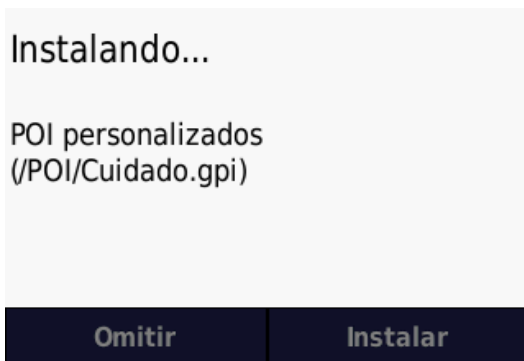 Instalando...
POI personalizados
(/POI/Cuidado.gpi)
Omitir
Instalar